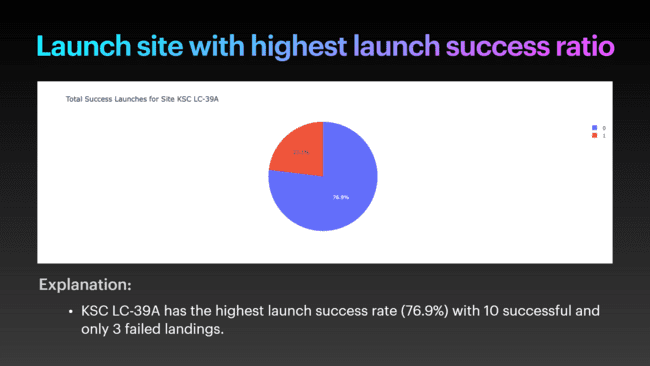 Launch site with highest launch success ratio
Total Success Launches for Site KSC LC-39A
0
1
76.9%
Explanation:
• KSC LC-39A has the highest launch success rate (76.9%) with 10 successful and
only 3 failed landings.